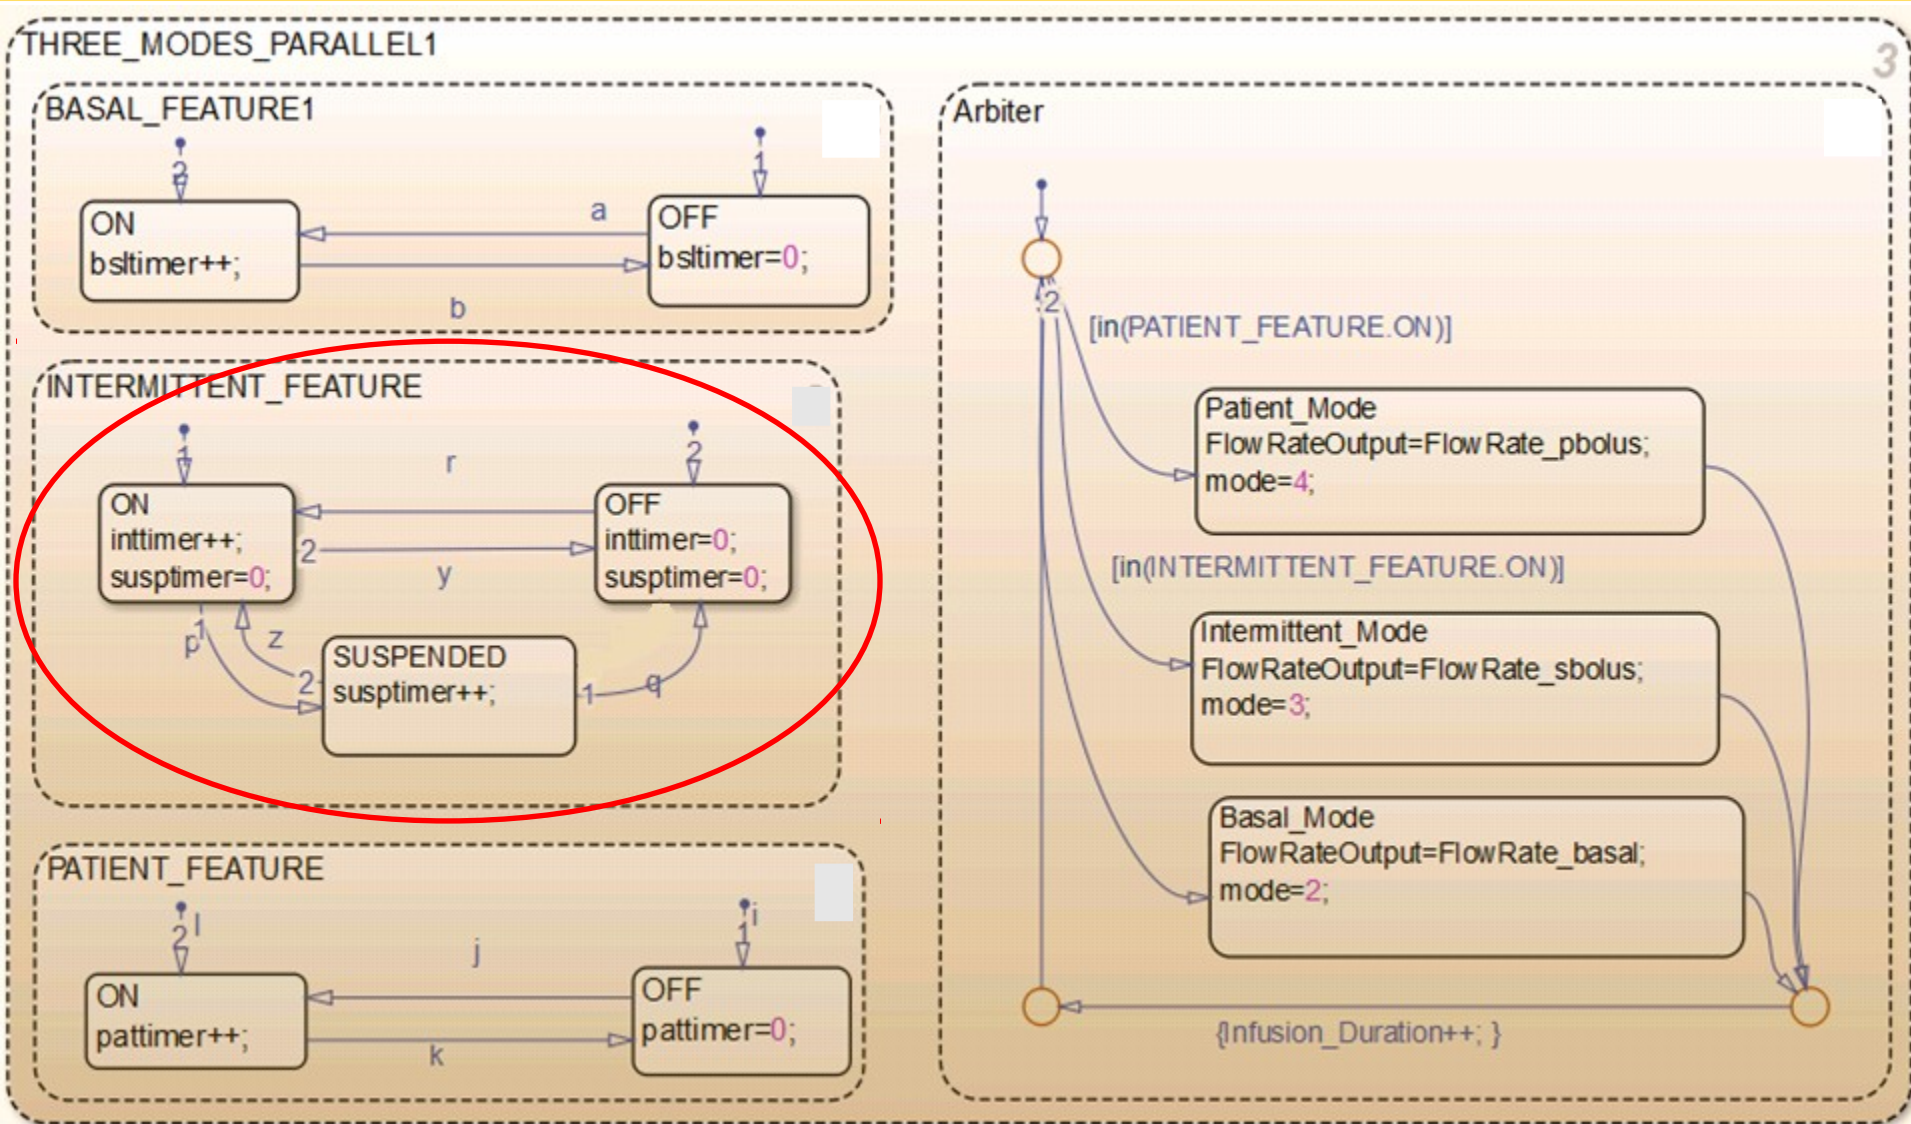 THREE_MODES_PARALLEL1
3
BASAL_FEATURE1
2
1
ON
bsltimer++;
a
OFF
bsltimer=0;
b
INTERMITTENT_FEATURE
1
2
r
ON
inttimer++;
susptimer=0;
2
y
OFF
inttimer=0;
susptimer=0;
1
p
z
2
SUSPENDED
susptimer++;
1
q
PATIENT_FEATURE
2
l
1
i
j
ON
pattimer++;
k
OFF
pattimer=0;
Arbiter
2
[in(PATIENT_FEATURE.ON)]
Patient_Mode
FlowRateOutput=FlowRate_pbolus;
mode=4;
[in(INTERMITTENT_FEATURE.ON)]
Intermittent_Mode
FlowRateOutput=FlowRate_sbolus;
mode=3;
Basal_Mode
FlowRateOutput=FlowRate_basal;
mode=2;
{Infusion_Duration++; }